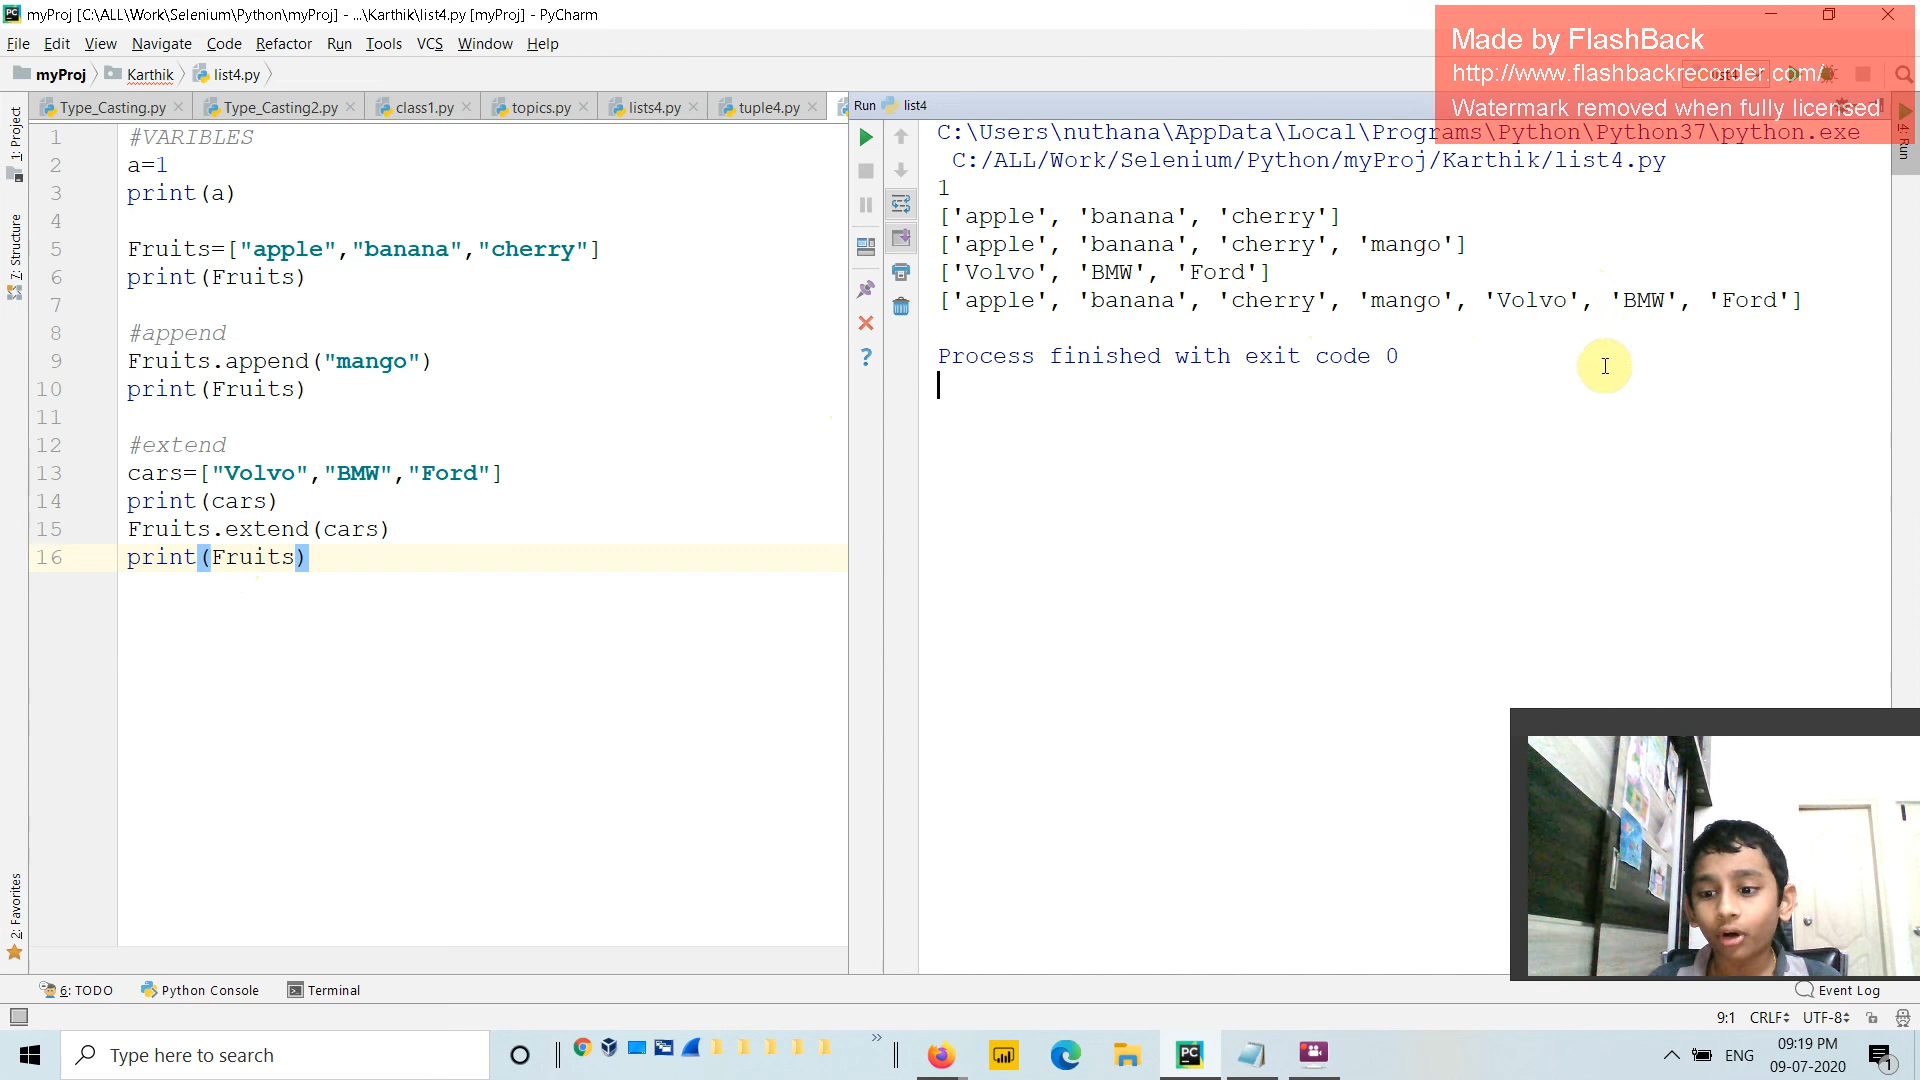 myProj [C:\ALL\Work\Selenium\Python\myProj] - ...\Karthik\list4.py [myProj] - PyCharm
File Edit View Navigate Code Refactor Run Tools VCS Window Help
Made by FlashBack
http://www.flashbackrecorder.com/
Watermark removed when fully licensed
myProj Karthik list4.py
Type_Casting.py Type_Casting2.py class1.py topics.py lists4.py tuple4.py
Run list4
1: Project
7: Structure
2: Favorites
4: Run
1 #VARIBLES
2 a=1
3 print(a)
4
5 Fruits=["apple","banana","cherry"]
6 print(Fruits)
7
8 #append
9 Fruits.append("mango")
10 print(Fruits)
11
12 #extend
13 cars=["Volvo","BMW","Ford"]
14 print(cars)
15 Fruits.extend(cars)
16 print(Fruits)
C:\Users\nuthana\AppData\Local\Programs\Python\Python37\python.exe
C:/ALL/Work/Selenium/Python/myProj/Karthik/list4.py
1
['apple', 'banana', 'cherry']
['apple', 'banana', 'cherry', 'mango']
['Volvo', 'BMW', 'Ford']
['apple', 'banana', 'cherry', 'mango', 'Volvo', 'BMW', 'Ford']
Process finished with exit code 0
6: TODO Python Console Terminal Event Log
9:1 CRLF UTF-8
Type here to search
ENG
09:19 PM
09-07-2020
1